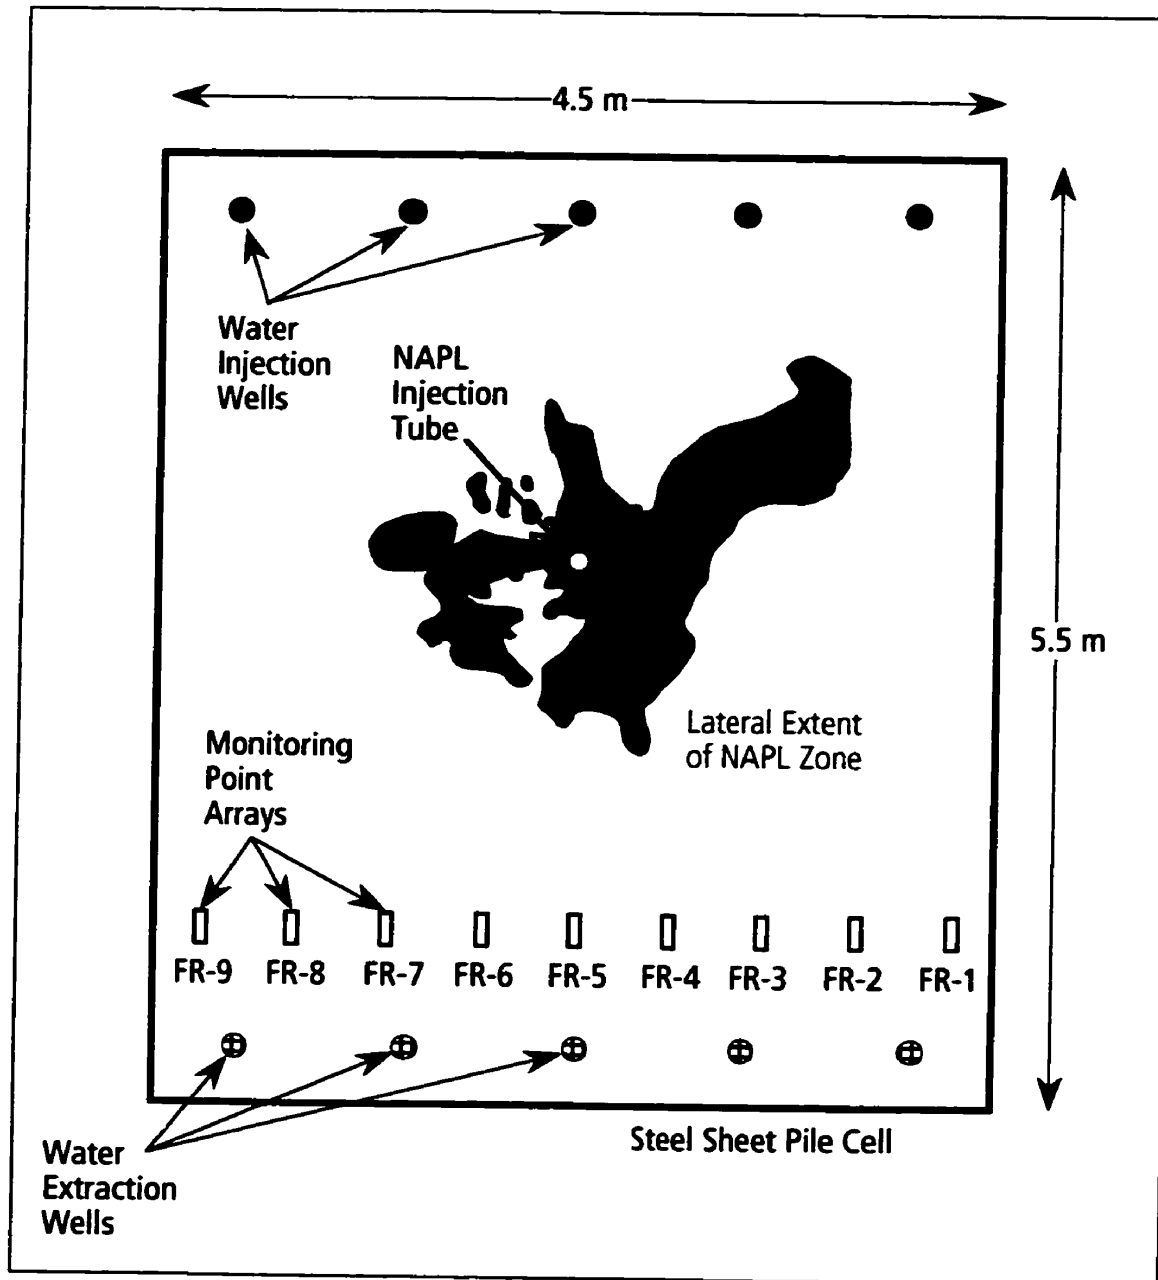 4.5 m
Water
Injection
Wells
NAPL
Injection
Tube
5.5 m
Lateral Extent
of NAPL Zone
Monitoring
Point
Arrays
FR-9 FR-8 FR-7 FR-6 FR-5 FR-4 FR-3 FR-2 FR-1
Steel Sheet Pile Cell
Water
Extraction
Wells